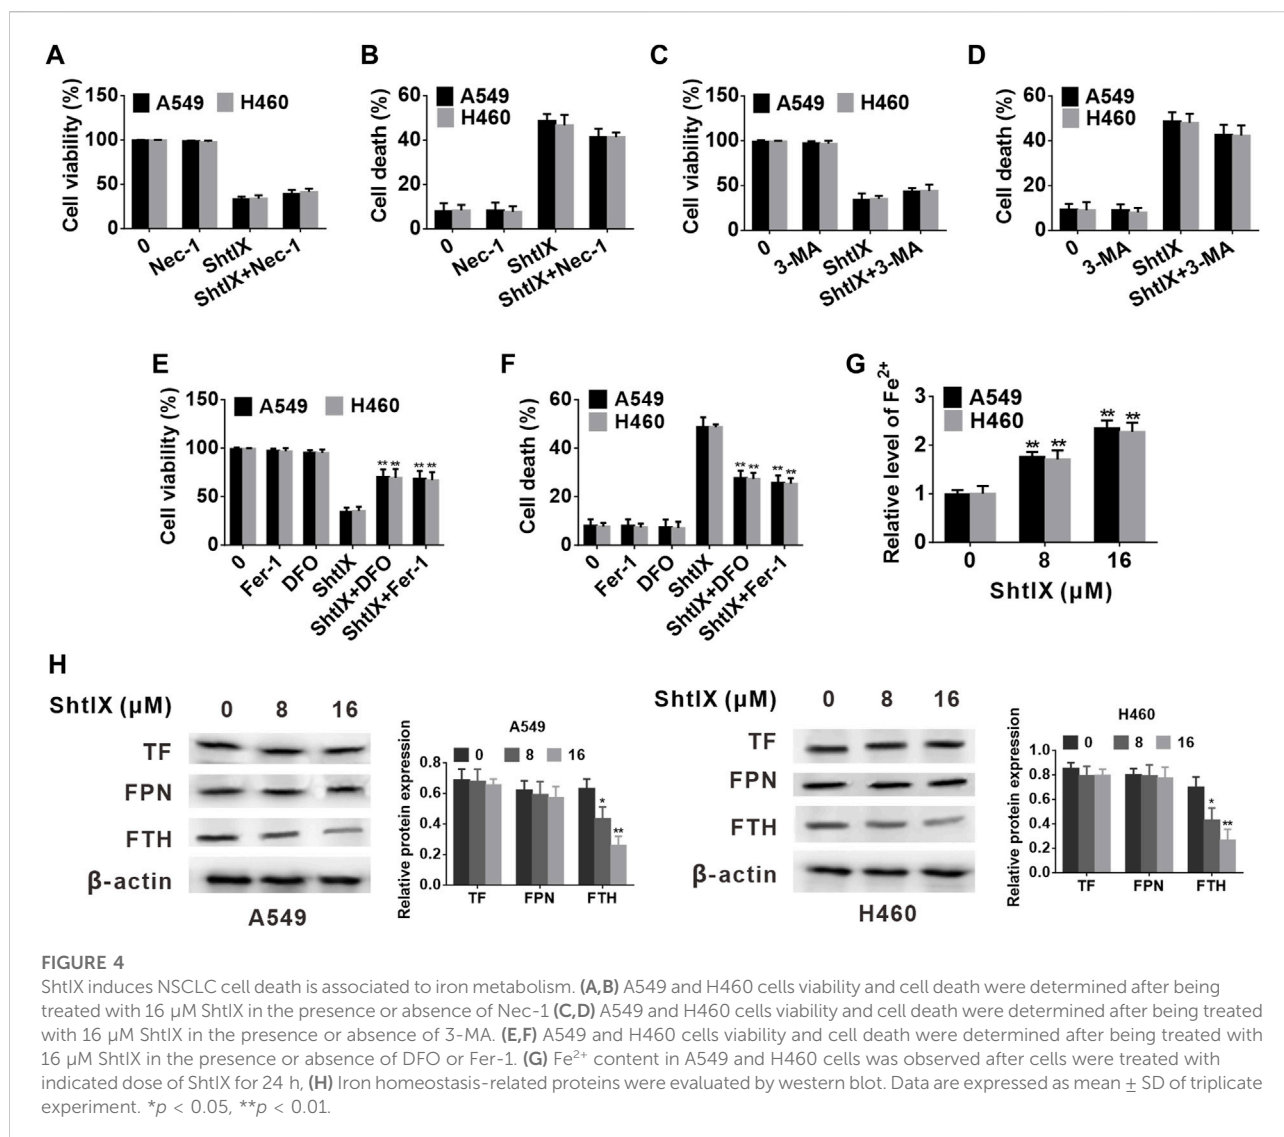 A
Cell viability (%)
150
100
50
0
A549
H460
0
Nec-1
ShtIX
ShtIX+Nec-1
B
Cell death (%)
60
40
20
0
A549
H460
0
Nec-1
ShtIX
ShtIX+Nec-1
C
Cell viability (%)
150
100
50
0
A549
H460
0
3-MA
ShtIX
ShtIX+3-MA
D
Cell death (%)
60
40
20
0
A549
H460
0
3-MA
ShtIX
ShtIX+3-MA
E
Cell viability (%)
150
100
50
0
A549
H460
** **
** **
0
Fer-1
DFO
ShtIX
ShtIX+DFO
ShtIX+Fer-1
F
Cell death (%)
60
40
20
0
A549
H460
** **
** **
0
Fer-1
DFO
ShtIX
ShtIX+DFO
ShtIX+Fer-1
G
Relative level of Fe²⁺
3
2
1
0
A549
H460
** **
** **
0
8
16
ShtIX (μM)
H
ShtIX (μM) 0 8 16
TF
FPN
FTH
β-actin
A549
A549
0 8 16
Relative protein expression
0.8
0.6
0.4
0.2
0.0
*
**
TF FPN FTH
ShtIX (μM) 0 8 16
TF
FPN
FTH
β-actin
H460
H460
0 8 16
Relative protein expression
1.0
0.8
0.6
0.4
0.2
0.0
*
**
TF FPN FTH
FIGURE 4
ShtIX induces NSCLC cell death is associated to iron metabolism. (A,B) A549 and H460 cells viability and cell death were determined after being
treated with 16 μM ShtIX in the presence or absence of Nec-1 (C,D) A549 and H460 cells viability and cell death were determined after being treated
with 16 μM ShtIX in the presence or absence of 3-MA. (E,F) A549 and H460 cells viability and cell death were determined after being treated with
16 μM ShtIX in the presence or absence of DFO or Fer-1. (G) Fe²⁺ content in A549 and H460 cells was observed after cells were treated with
indicated dose of ShtIX for 24 h, (H) Iron homeostasis-related proteins were evaluated by western blot. Data are expressed as mean ± SD of triplicate
experiment. *p < 0.05, **p < 0.01.